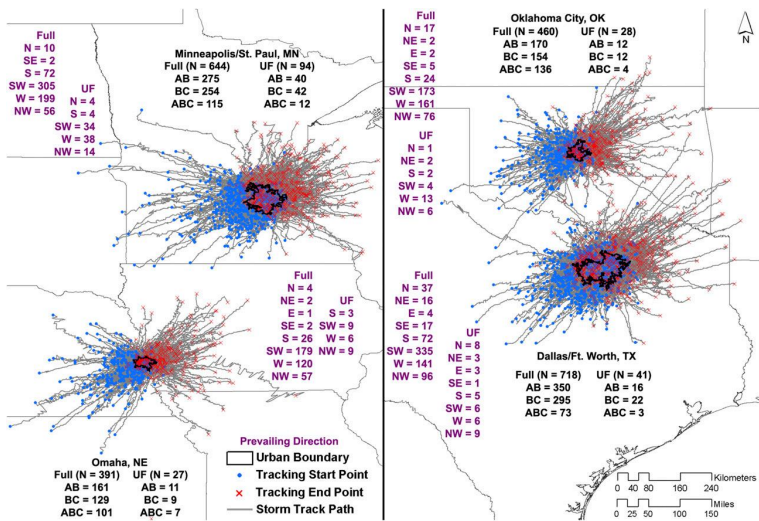 Full
N = 10
SE = 2
S = 72
SW = 305
W = 199
NW = 56
UF
N = 4
S = 4
SW = 34
W = 38
NW = 14
Minneapolis/St. Paul, MN
Full (N = 644) UF (N = 94)
AB = 275 AB = 40
BC = 254 BC = 42
ABC = 115 ABC = 12
Full
N = 4
NE = 2
E = 1
SE = 2
S = 26
SW = 179
W = 120
NW = 57
UF
S = 3
SW = 9
W = 6
NW = 9
Omaha, NE
Full (N = 391) UF (N = 27)
AB = 161 AB = 11
BC = 129 BC = 9
ABC = 101 ABC = 7
Prevailing Direction
Urban Boundary
Tracking Start Point
Tracking End Point
Storm Track Path
Full
N = 17
NE = 2
E = 2
SE = 5
S = 24
SW = 173
W = 161
NW = 76
UF
N = 1
NE = 2
S = 2
SW = 4
W = 13
NW = 6
Oklahoma City, OK
Full (N = 460) UF (N = 28)
AB = 170 AB = 12
BC = 154 BC = 12
ABC = 136 ABC = 4
N
Full
N = 37
NE = 16
E = 4
SE = 17
S = 72
SW = 335
W = 141
NW = 96
UF
N = 8
NE = 3
E = 3
SE = 1
S = 5
SW = 6
W = 6
NW = 9
Dallas/Ft. Worth, TX
Full (N = 718) UF (N = 41)
AB = 350 AB = 16
BC = 295 BC = 22
ABC = 73 ABC = 3
Kilometers
0 40 80 160 240
Miles
0 25 50 100 150